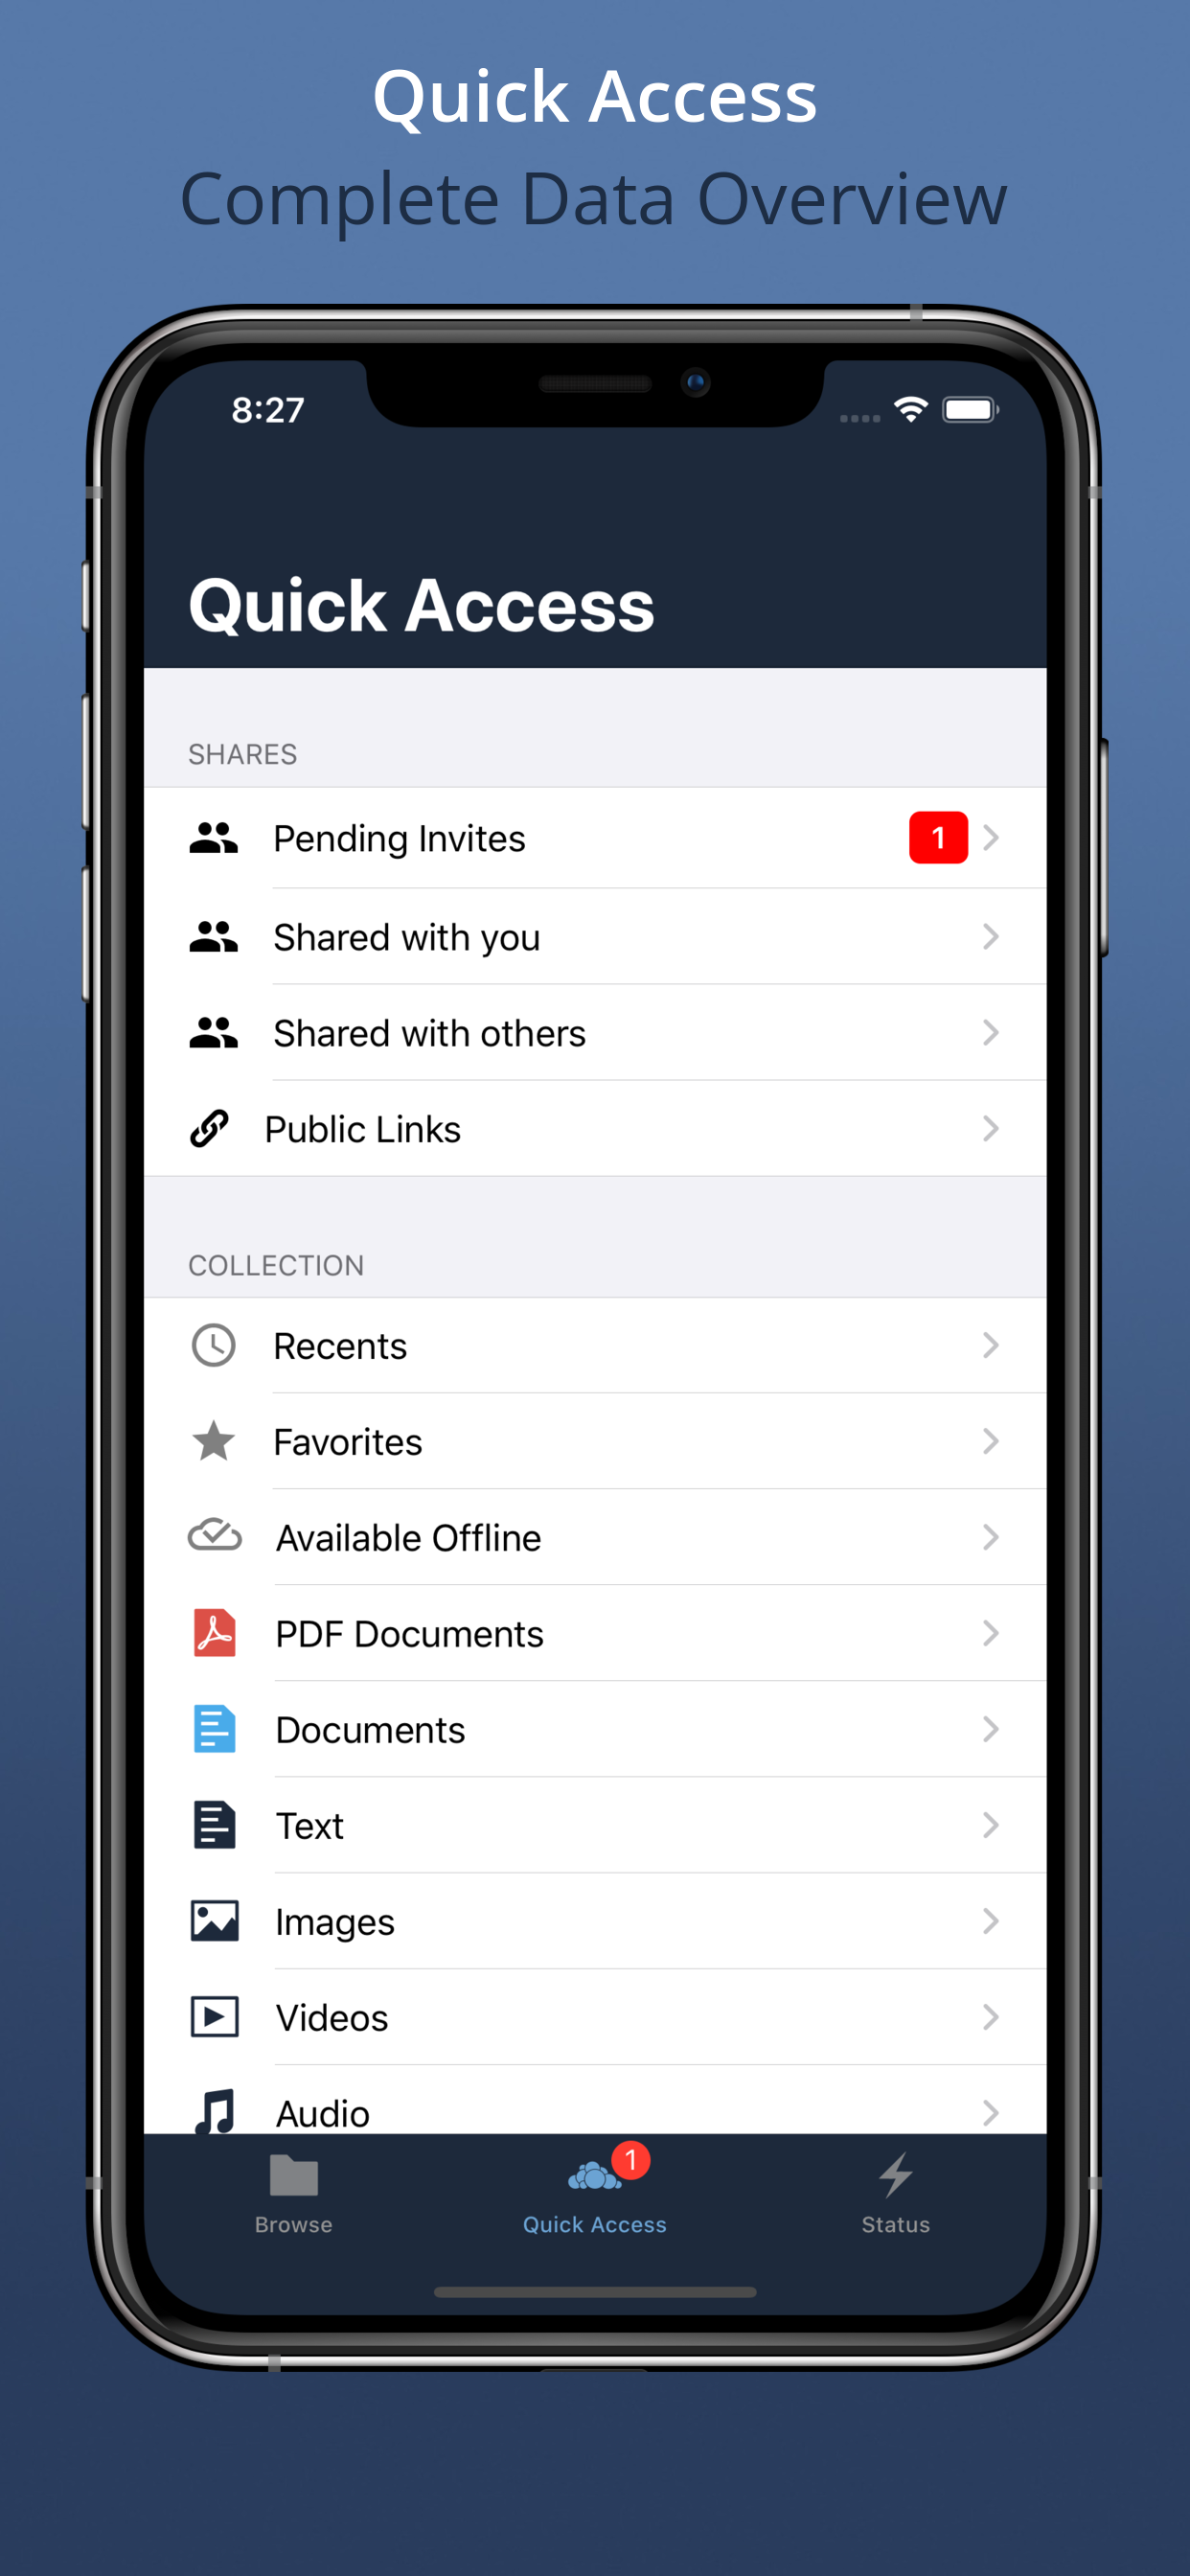 Quick Access
Complete Data Overview
8:27
Quick Access
SHARES
Pending Invites 1
Shared with you
Shared with others
Public Links
COLLECTION
Recents
Favorites
Available Offline
PDF Documents
Documents
Text
Images
Videos
Audio
1
Browse Quick Access Status